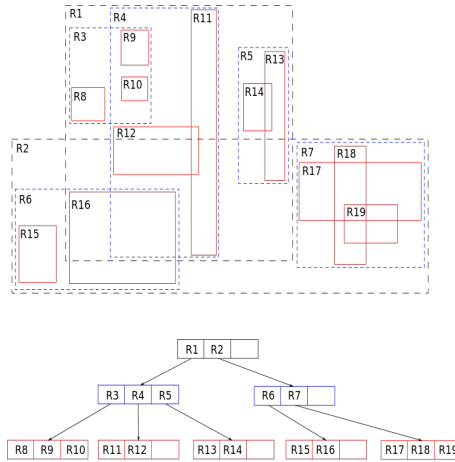 R1 R4 R11
R3 R9
R5 R13
R10 R14
R8
R12
R2 R7 R18
R17
R6 R16 R19
R15
R1 R2
R3 R4 R5 R6 R7
R8 R9 R10 R11 R12 R13 R14 R15 R16 R17 R18 R19